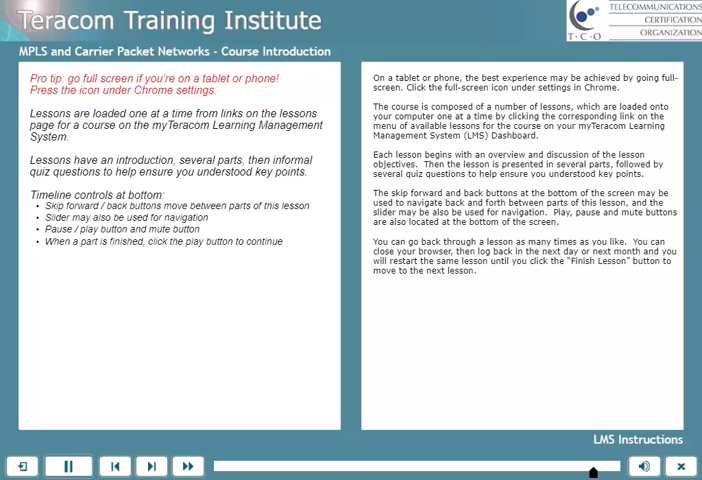 Teracom Training Institute
T·C·O
TELECOMMUNICATIONS
CERTIFICATION
ORGANIZATION
MPLS and Carrier Packet Networks - Course Introduction
Pro tip: go full screen if you're on a tablet or phone!
Press the icon under Chrome settings.
Lessons are loaded one at a time from links on the lessons
page for a course on the myTeracom Learning Management
System.
Lessons have an introduction, several parts, then informal
quiz questions to help ensure you understood key points.
Timeline controls at bottom:
• Skip forward / back buttons move between parts of this lesson
• Slider may also be used for navigation
• Pause / play button and mute button
• When a part is finished, click the play button to continue
On a tablet or phone, the best experience may be achieved by going full-
screen. Click the full-screen icon under settings in Chrome.
The course is composed of a number of lessons, which are loaded onto
your computer one at a time by clicking the corresponding link on the
menu of available lessons for the course on your myTeracom Learning
Management System (LMS) Dashboard.
Each lesson begins with an overview and discussion of the lesson
objectives.  Then the lesson is presented in several parts, followed by
several quiz questions to help ensure you understood key points.
The skip forward and back buttons at the bottom of the screen may be
used to navigate back and forth between parts of this lesson, and the
slider may be also be used for navigation.  Play, pause and mute buttons
are also located at the bottom of the screen.
You can go back through a lesson as many times as you like.  You can
close your browser, then log back in the next day or next month and you
will restart the same lesson until you click the “Finish Lesson” button to
move to the next lesson.
LMS Instructions